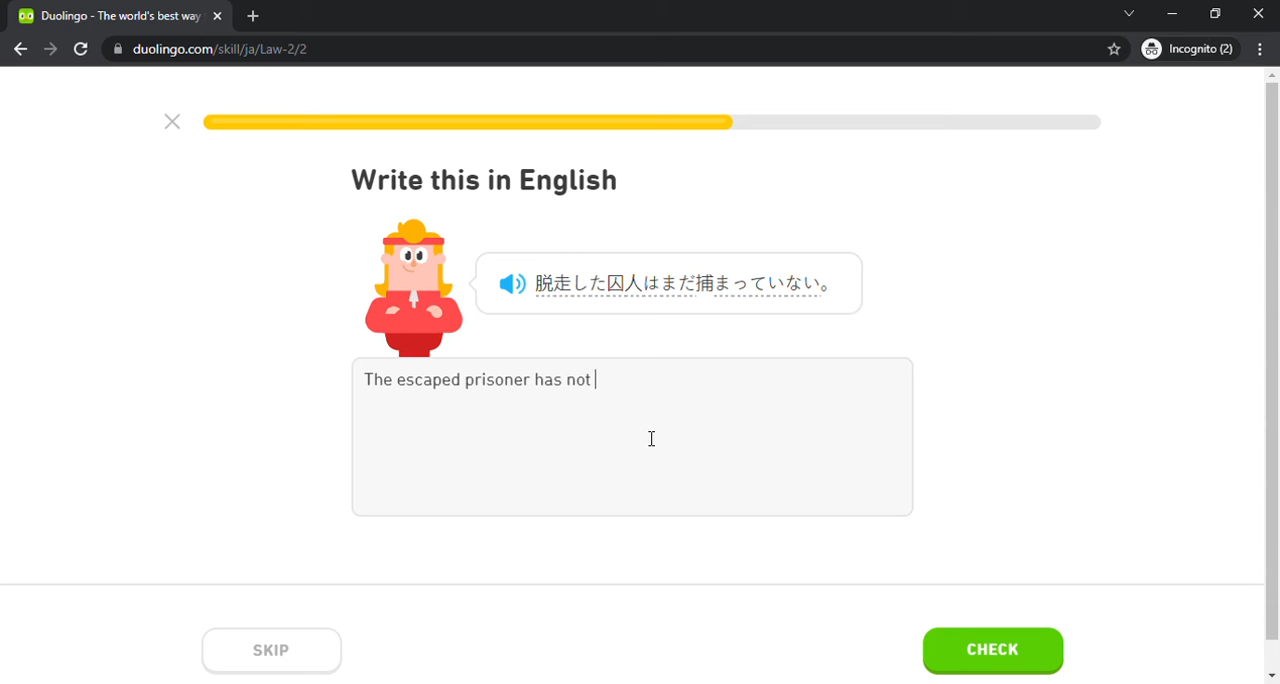 Duolingo - The world's best way
duolingo.com/skill/ja/Law-2/2
Incognito (2)
Write this in English
脱走した囚人はまだ捕まっていない。
The escaped prisoner has not
SKIP
CHECK